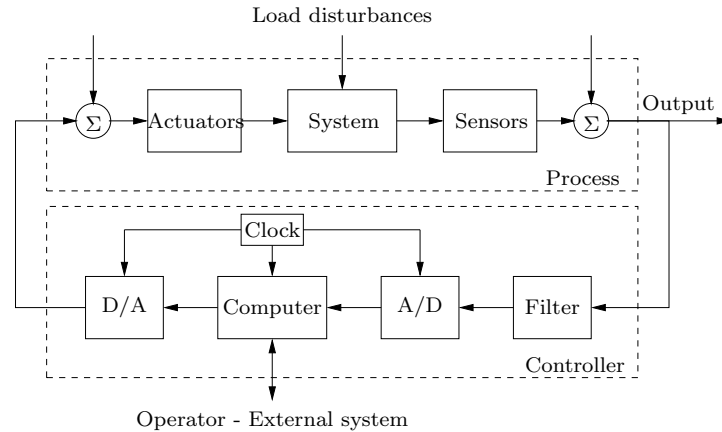 Load disturbances
Output
Σ
Actuators
System
Sensors
Σ
Process
Clock
D/A
Computer
A/D
Filter
Controller
Operator - External system